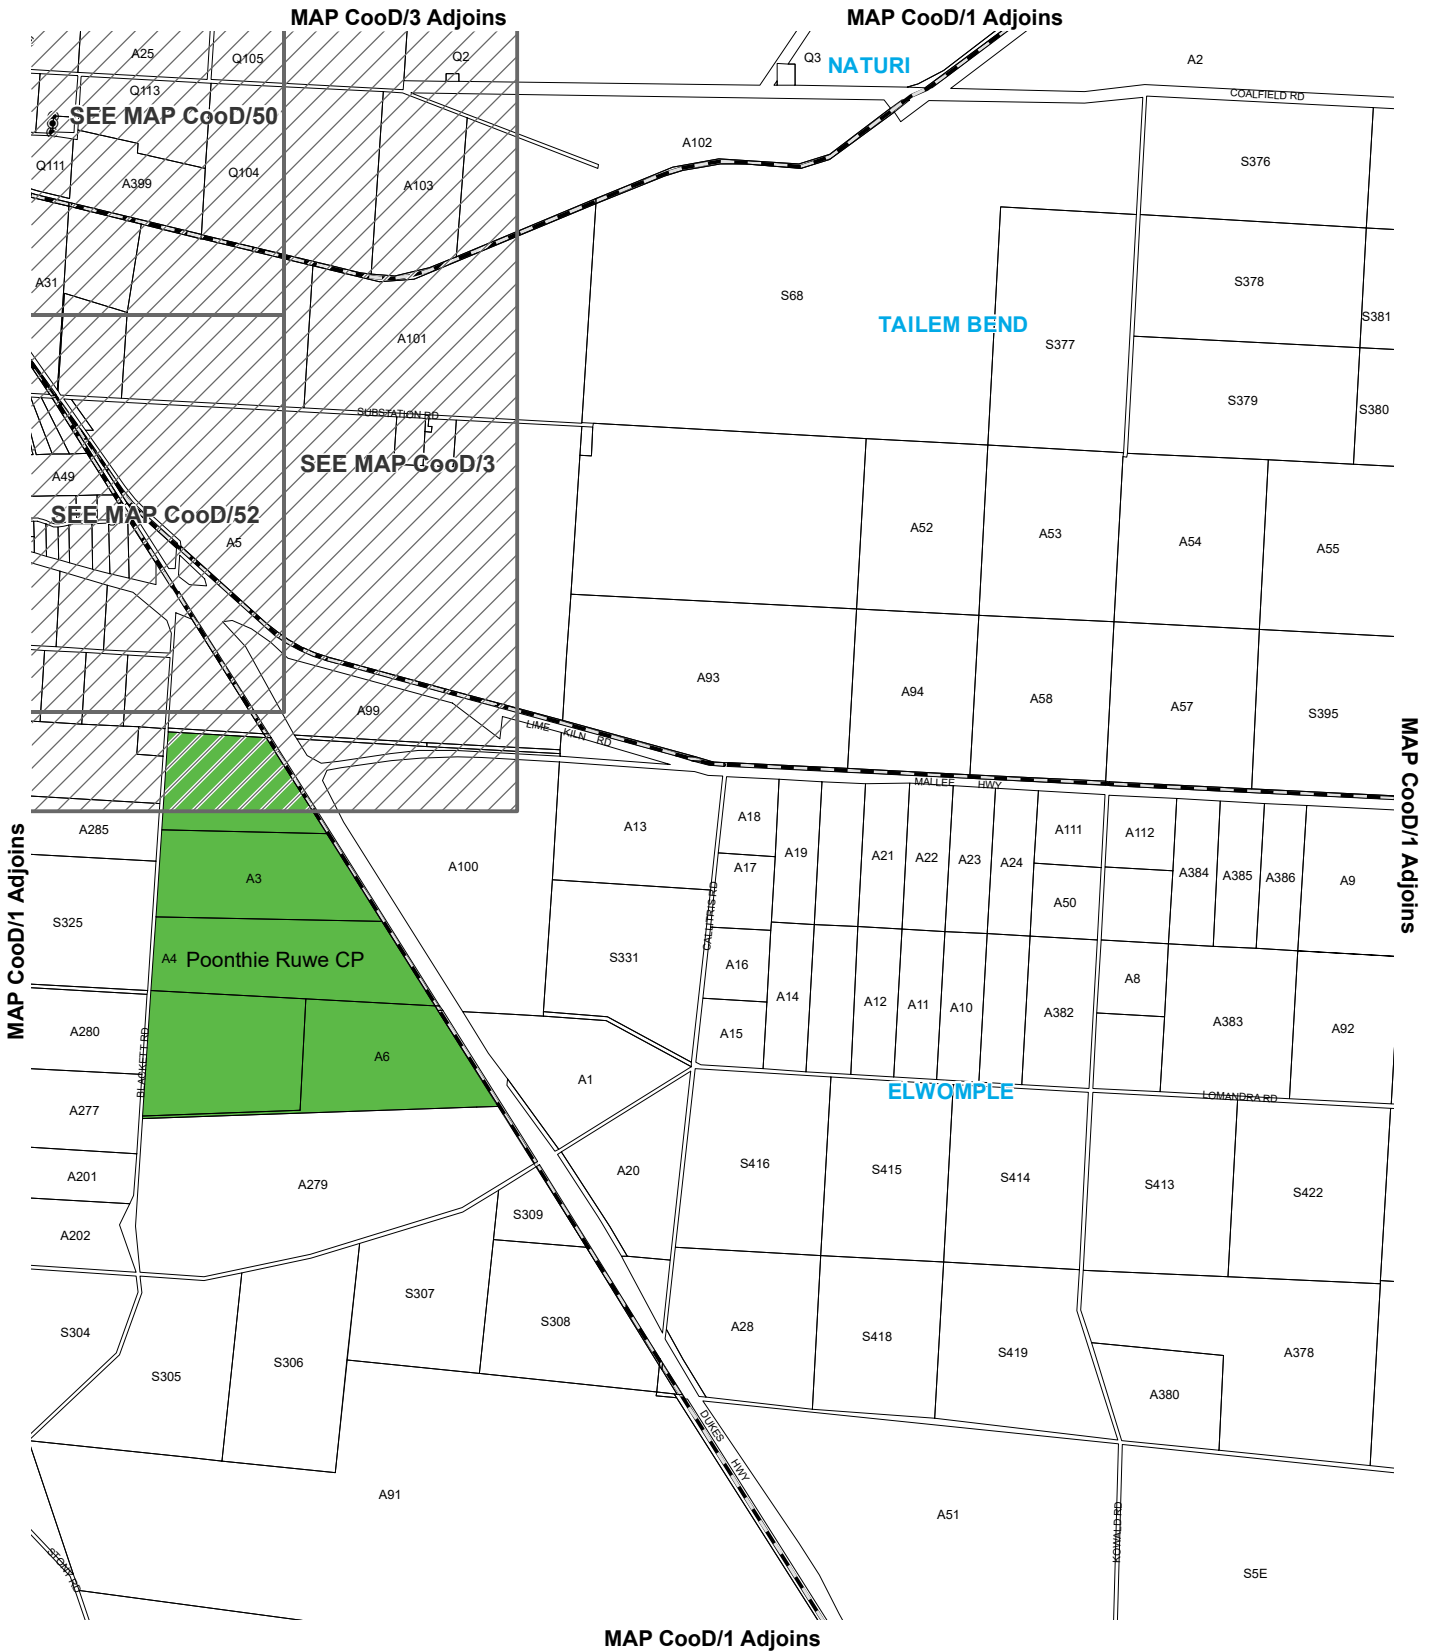 MAP CooD/3 Adjoins
MAP CooD/1 Adjoins
A25
Q105
Q2
Q3
NATURI
A2
Q113
COALFIELD RD
SEE MAP CooD/50
A102
Q111
A399
Q104
A103
S376
A31
S68
S378
S381
TAILEM BEND
A101
S377
S379
S380
SUBSTATION RD
SEE MAP CooD/3
A49
SEE MAP CooD/52
A5
A52
A53
A54
A55
A93
A94
A58
A57
S395
A99
LIME KILN RD
MALLEE HWY
MAP CooD/1 Adjoins
MAP CooD/1 Adjoins
A285
A13
A18
A111
A112
A100
A17
A19
A21
A22
A23
A24
A384
A385
A386
A9
A3
A50
CALLITRIS RD
S325
A4
Poonthie Ruwe CP
S331
A16
A14
A12
A11
A10
A382
A8
A383
A92
A280
A15
BLACKETT RD
A6
A1
ELWOMPLE
LOMANDRA RD
A277
A201
A279
A20
S416
S415
S414
S413
S422
A202
S309
S304
S307
S308
A28
S418
S419
A378
S305
S306
A380
DUKES HWY
A91
A51
KOWALD RD
STONY RD
S5E
MAP CooD/1 Adjoins